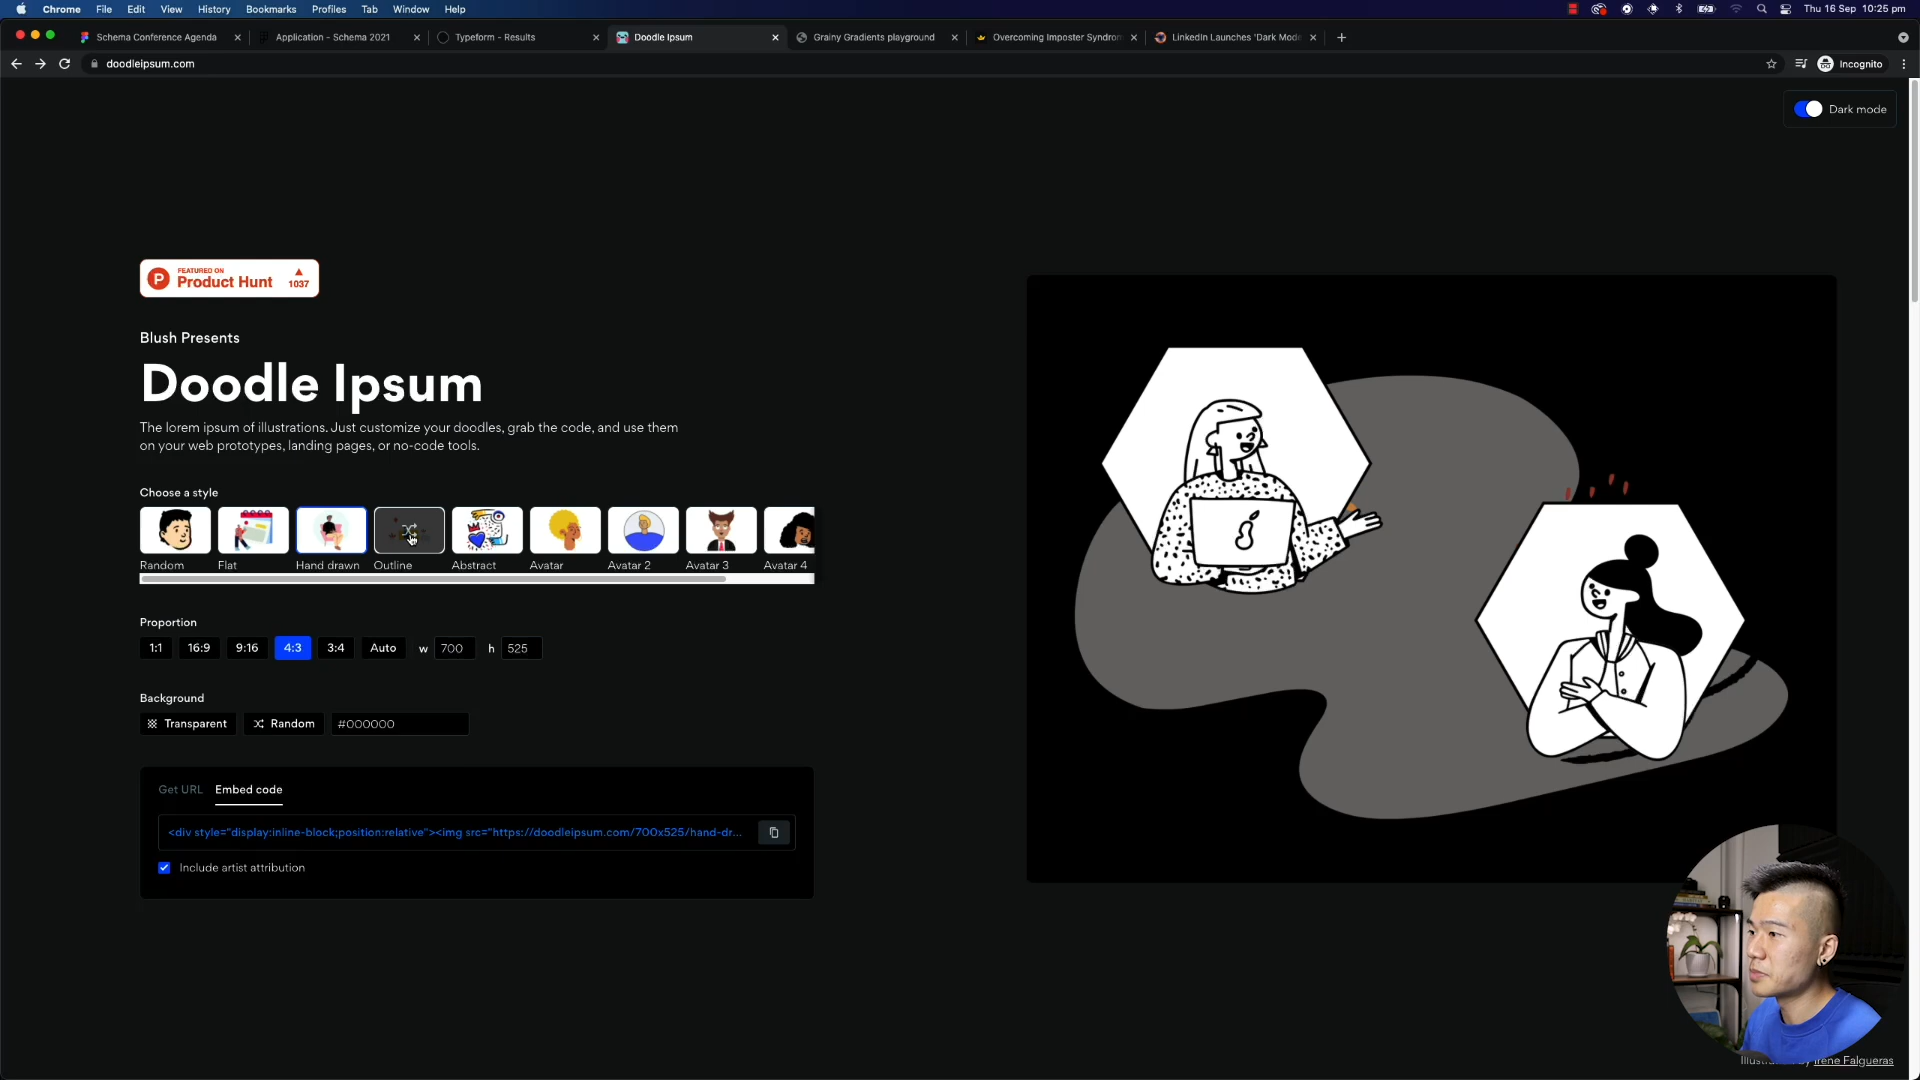 Chrome File Edit View History Bookmarks Profiles Tab Window Help Thu 16 Sep 10:25 pm
Schema Conference Agenda Application - Schema 2021 Typeform - Results Doodle Ipsum Grainy Gradients playground Overcoming Imposter Syndrom LinkedIn Launches 'Dark Mode
doodleipsum.com Incognito
Dark mode
FEATURED ON
Product Hunt 1037
Blush Presents
Doodle Ipsum
The lorem ipsum of illustrations. Just customize your doodles, grab the code, and use them
on your web prototypes, landing pages, or no-code tools.
Choose a style
Random Flat Hand drawn Outline Abstract Avatar Avatar 2 Avatar 3 Avatar 4
Proportion
1:1 16:9 9:16 4:3 3:4 Auto w 700 h 525
Background
Transparent Random #000000
Get URL Embed code
<div style="display:inline-block;position:relative"><img src="https://doodleipsum.com/700x525/hand-dr...
Include artist attribution
Irene Falgueras